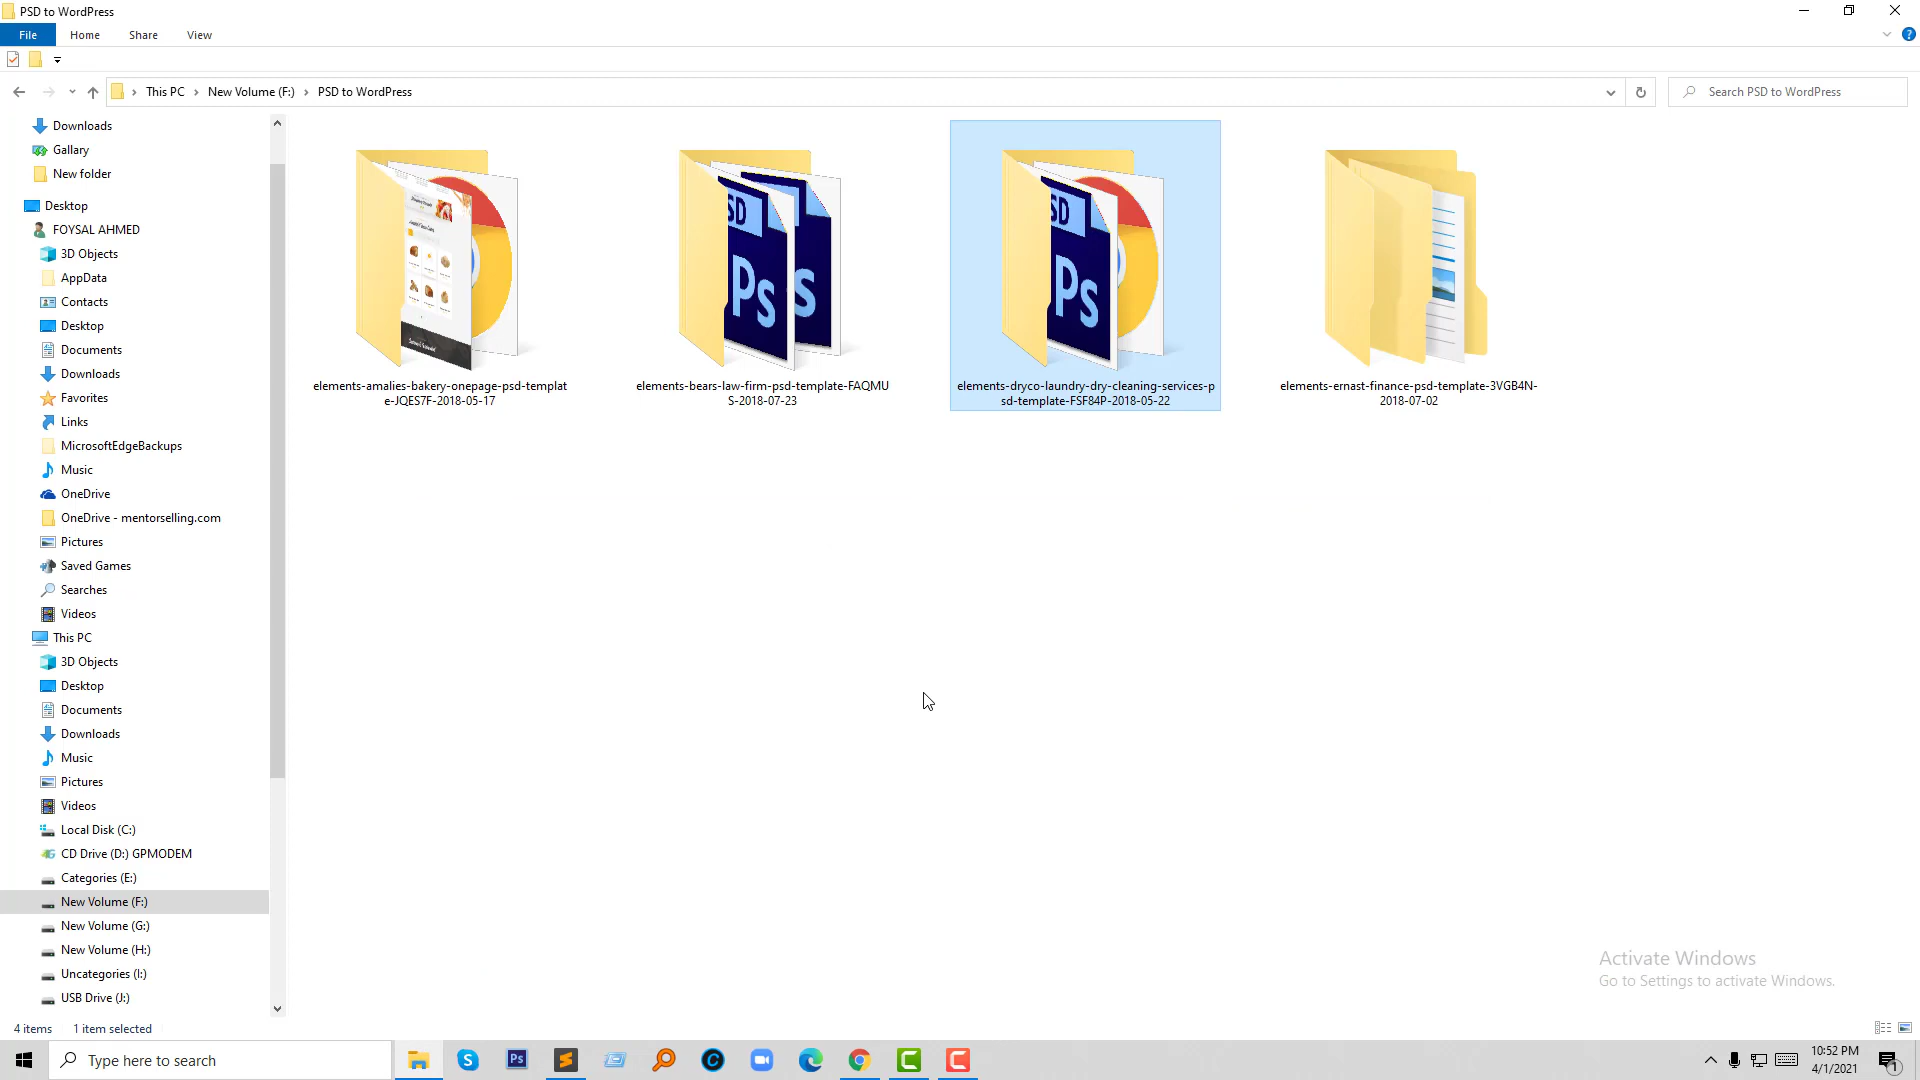 PSD to WordPress
File Home Share View
This PC New Volume (F:) PSD to WordPress
Search PSD to WordPress
Downloads
Gallary
New folder
Desktop
FOYSAL AHMED
3D Objects
AppData
Contacts
Desktop
Documents
Downloads
Favorites
Links
MicrosoftEdgeBackups
Music
OneDrive
OneDrive - mentorselling.com
Pictures
Saved Games
Searches
Videos
This PC
3D Objects
Desktop
Documents
Downloads
Music
Pictures
Videos
Local Disk (C:)
CD Drive (D:) GPMODEM
Categories (E:)
New Volume (F:)
New Volume (G:)
New Volume (H:)
Uncategories (I:)
USB Drive (J:)
elements-amalies-bakery-onepage-psd-templat
e-JQES7F-2018-05-17
SD
Ps
elements-bears-law-firm-psd-template-FAQMU
S-2018-07-23
SD
Ps
elements-dryco-laundry-dry-cleaning-services-p
sd-template-FSF84P-2018-05-22
elements-ernast-finance-psd-template-3VGB4N-
2018-07-02
Activate Windows
Go to Settings to activate Windows.
4 items 1 item selected
Type here to search
Ps
10:52 PM
4/1/2021
1